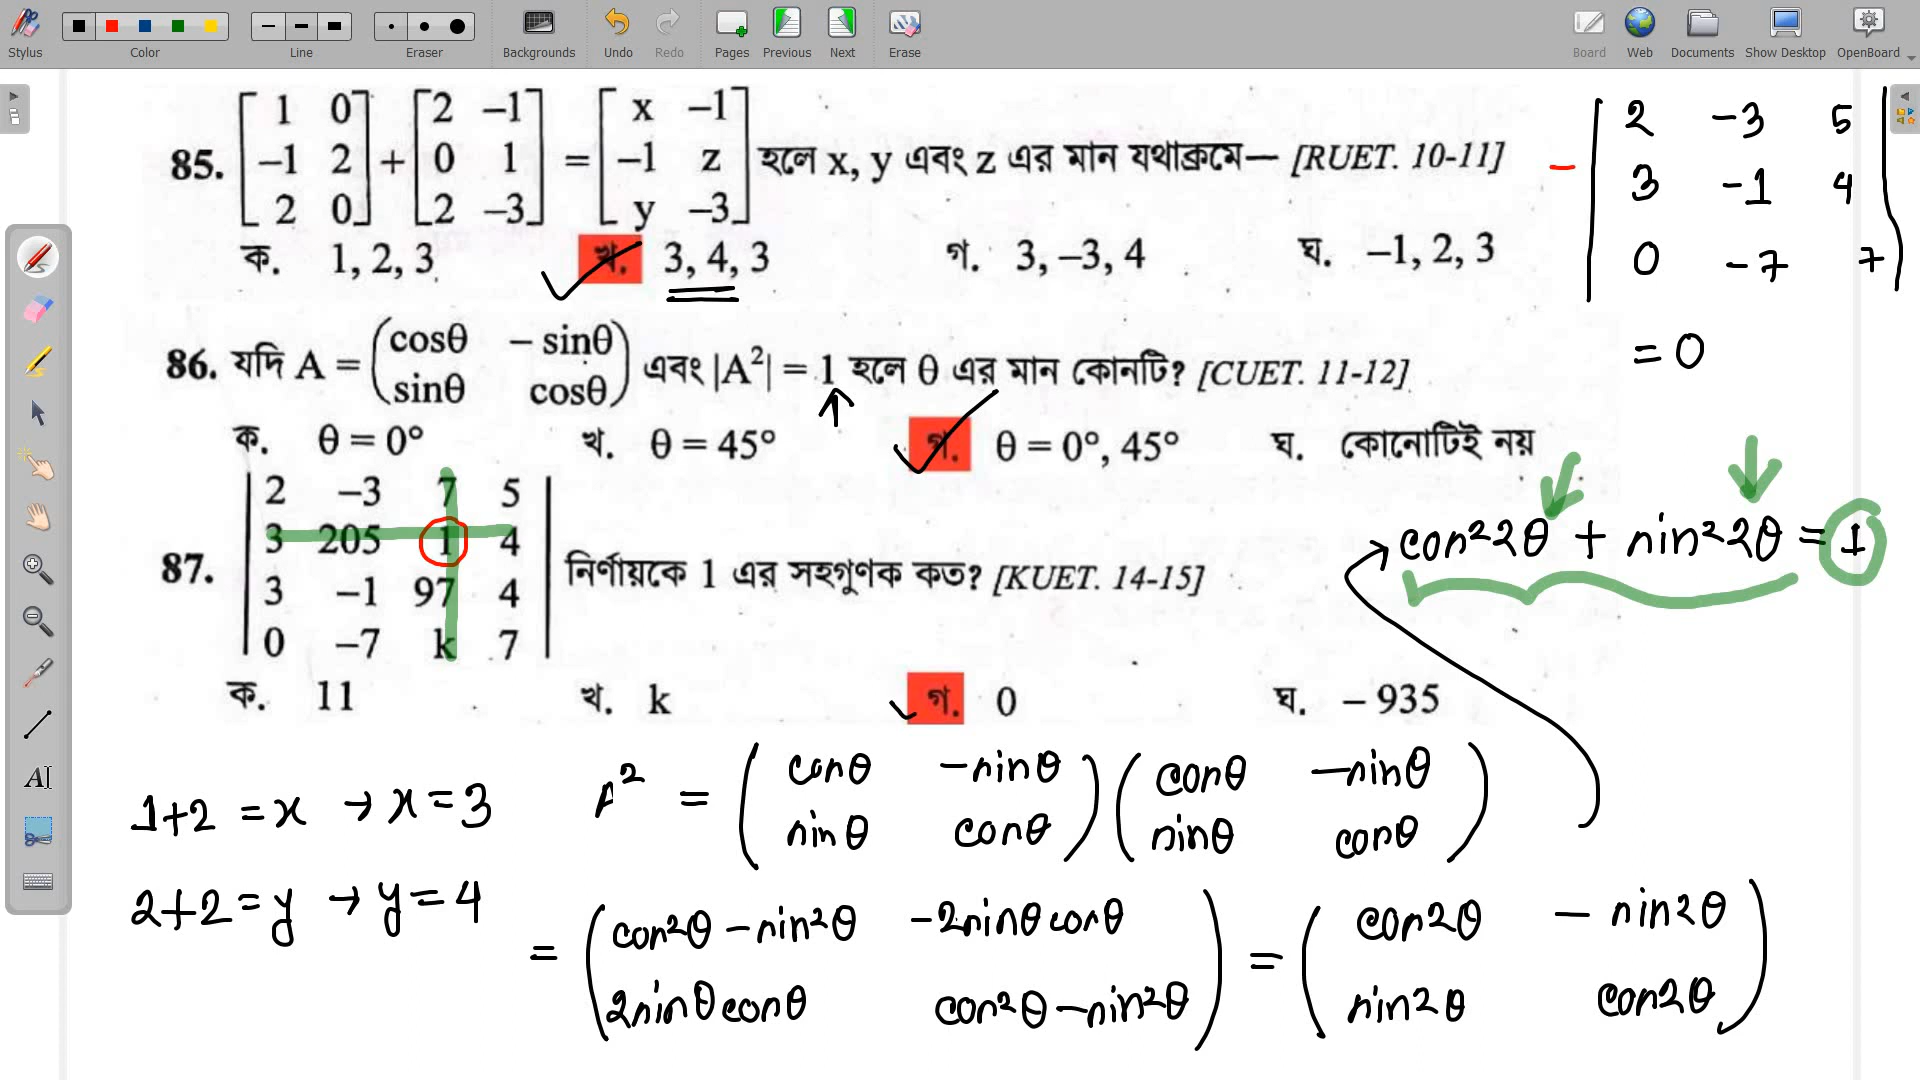 Stylus Color Line Eraser Backgrounds Undo Redo Pages Previous Next Erase Board Web Documents Show Desktop OpenBoard
85. [1 0; -1 2; 2 0] + [2 -1; 0 1; 2 -3] = [x -1; -1 z; y -3] হলে x, y এবং z এর মান যথাক্রমে— [RUET. 10-11]
ক. 1, 2, 3 খ. 3, 4, 3 গ. 3, –3, 4 ঘ. –1, 2, 3
86. যদি A = (cosθ – sinθ; sinθ cosθ) এবং |A²| = 1 হলে θ এর মান কোনটি? [CUET. 11-12]
ক. θ = 0° খ. θ = 45° গ. θ = 0°, 45° ঘ. কোনোটিই নয়
2 –3 7 5
3 205 1 4
87. নির্ণায়কে 1 এর সহগুণক কত? [KUET. 14-15]
3 –1 97 4
0 –7 k 7
ক. 11 খ. k গ. 0 ঘ. – 935
- 2 -3 5
3 -1 4
0 -7 7
= 0
cos²2θ + sin²2θ = 1
1+2 = x → x = 3
2+2 = y → y = 4
A² = (cosθ -sinθ; sinθ cosθ) (cosθ -sinθ; sinθ cosθ)
= (cos²θ - sin²θ -2sinθcosθ; 2sinθcosθ cos²θ - sin²θ) = (cos2θ - sin2θ; sin2θ cos2θ)